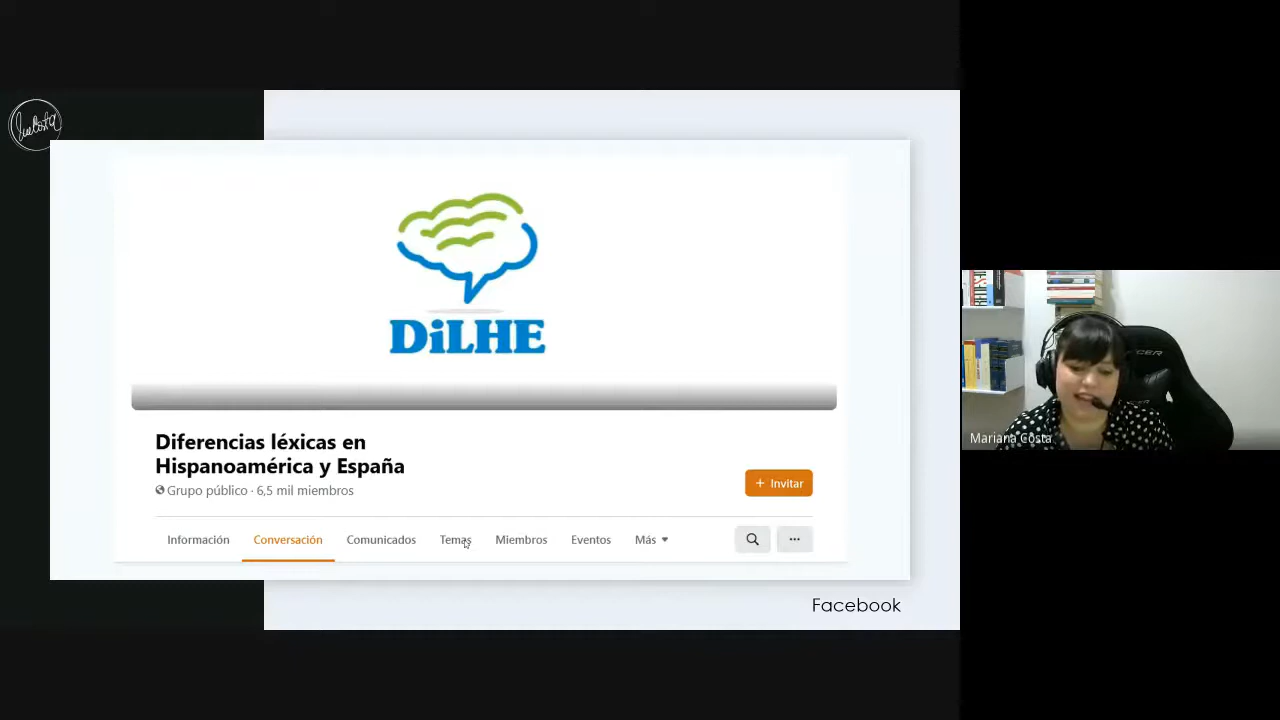 DiLHE
Diferencias léxicas en
Hispanoamérica y España
Grupo público · 6,5 mil miembros
+ Invitar
Información Conversación Comunicados Temas Miembros Eventos Más
Facebook
Mariana Costa